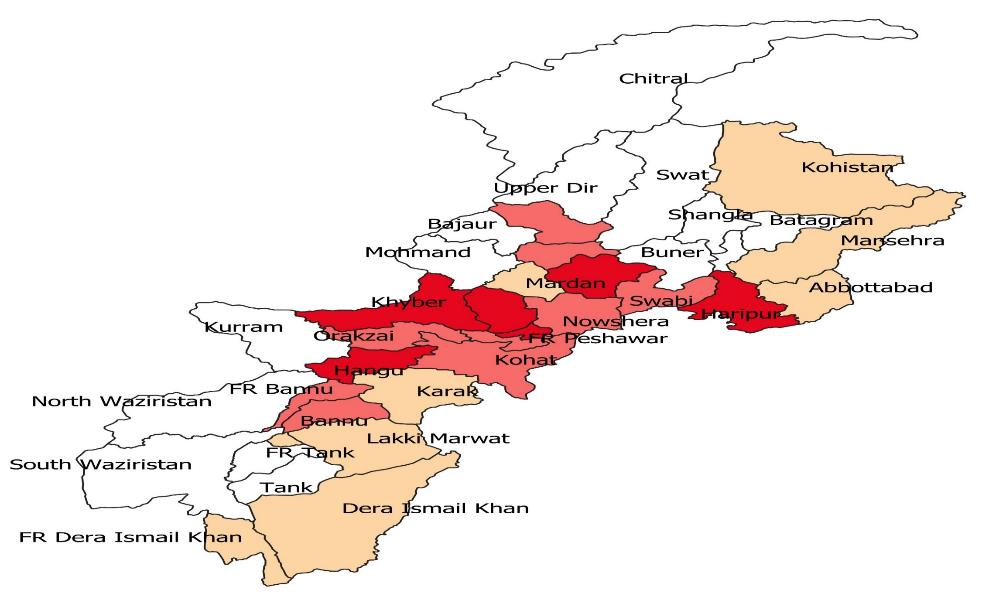 Chitral
Kohistan
Swat
Upper Dir
Shangla
Batagram
Bajaur
Mansehra
Mohmand
Buner
Mardan
Abbottabad
Khyber
Swabi
Haripur
Nowshera
Kurram
Orakzai
FR Peshawar
Kohat
Hangu
FR Bannu
Karak
North Waziristan
Bannu
Lakki Marwat
FR Tank
South Waziristan
Tank
Dera Ismail Khan
FR Dera Ismail Khan